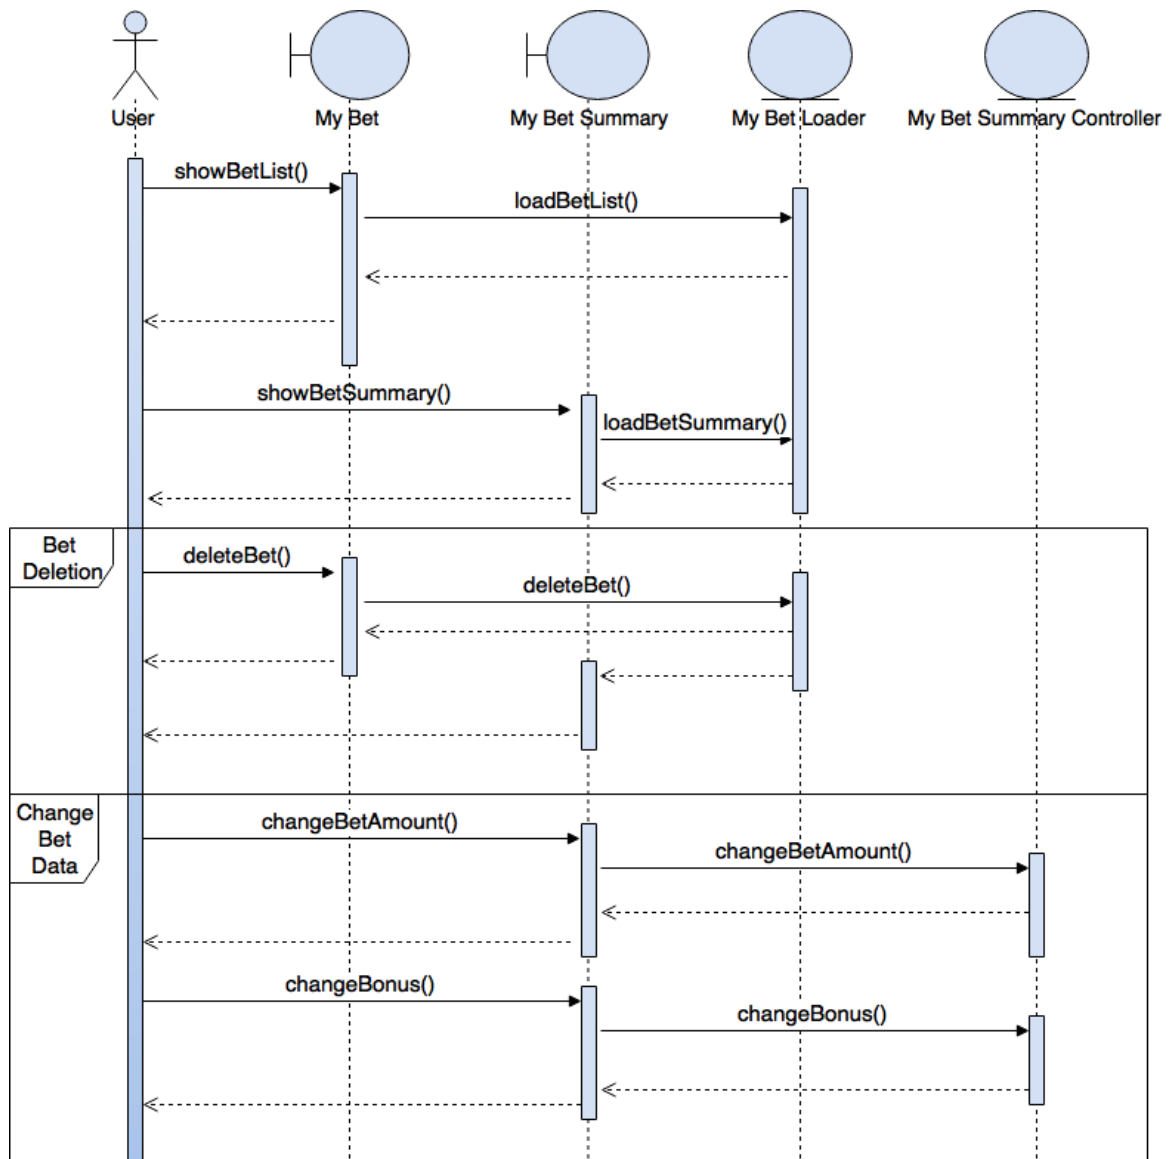 User
My Bet
My Bet Summary
My Bet Loader
My Bet Summary Controller
showBetList()
loadBetList()
showBetSummary()
loadBetSummary()
Bet
Deletion
deleteBet()
deleteBet()
Change
Bet
Data
changeBetAmount()
changeBetAmount()
changeBonus()
changeBonus()